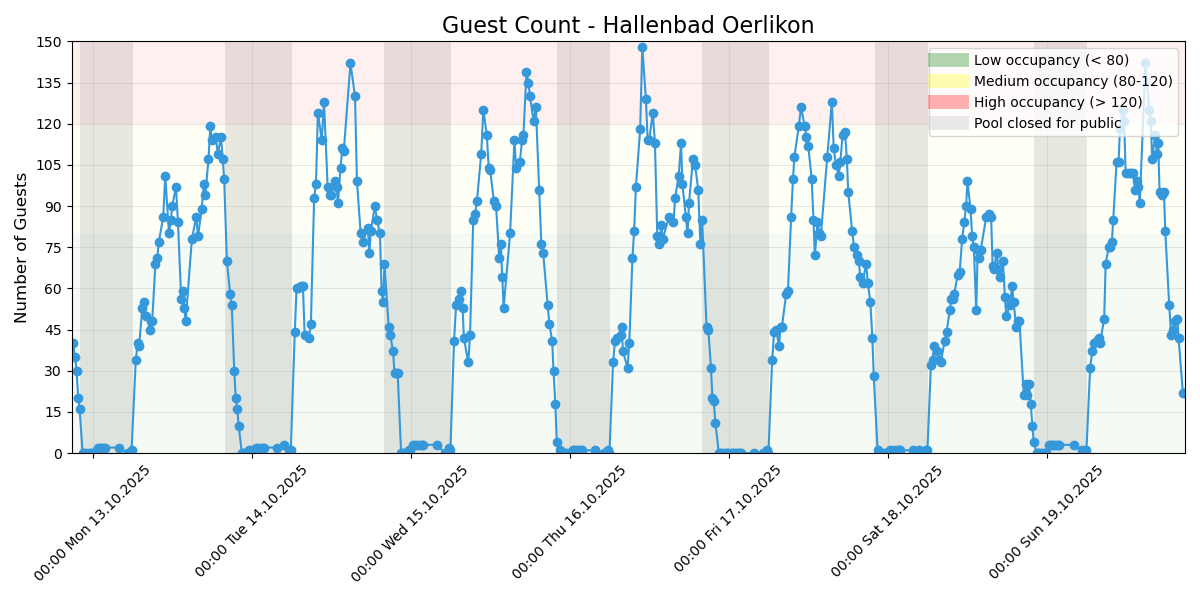 Guest Count - Hallenbad Oerlikon
Number of Guests
150
135
120
105
90
75
60
45
30
15
0
Low occupancy (< 80)
Medium occupancy (80-120)
High occupancy (> 120)
Pool closed for public
00:00 Mon 13.10.2025
00:00 Tue 14.10.2025
00:00 Wed 15.10.2025
00:00 Thu 16.10.2025
00:00 Fri 17.10.2025
00:00 Sat 18.10.2025
00:00 Sun 19.10.2025